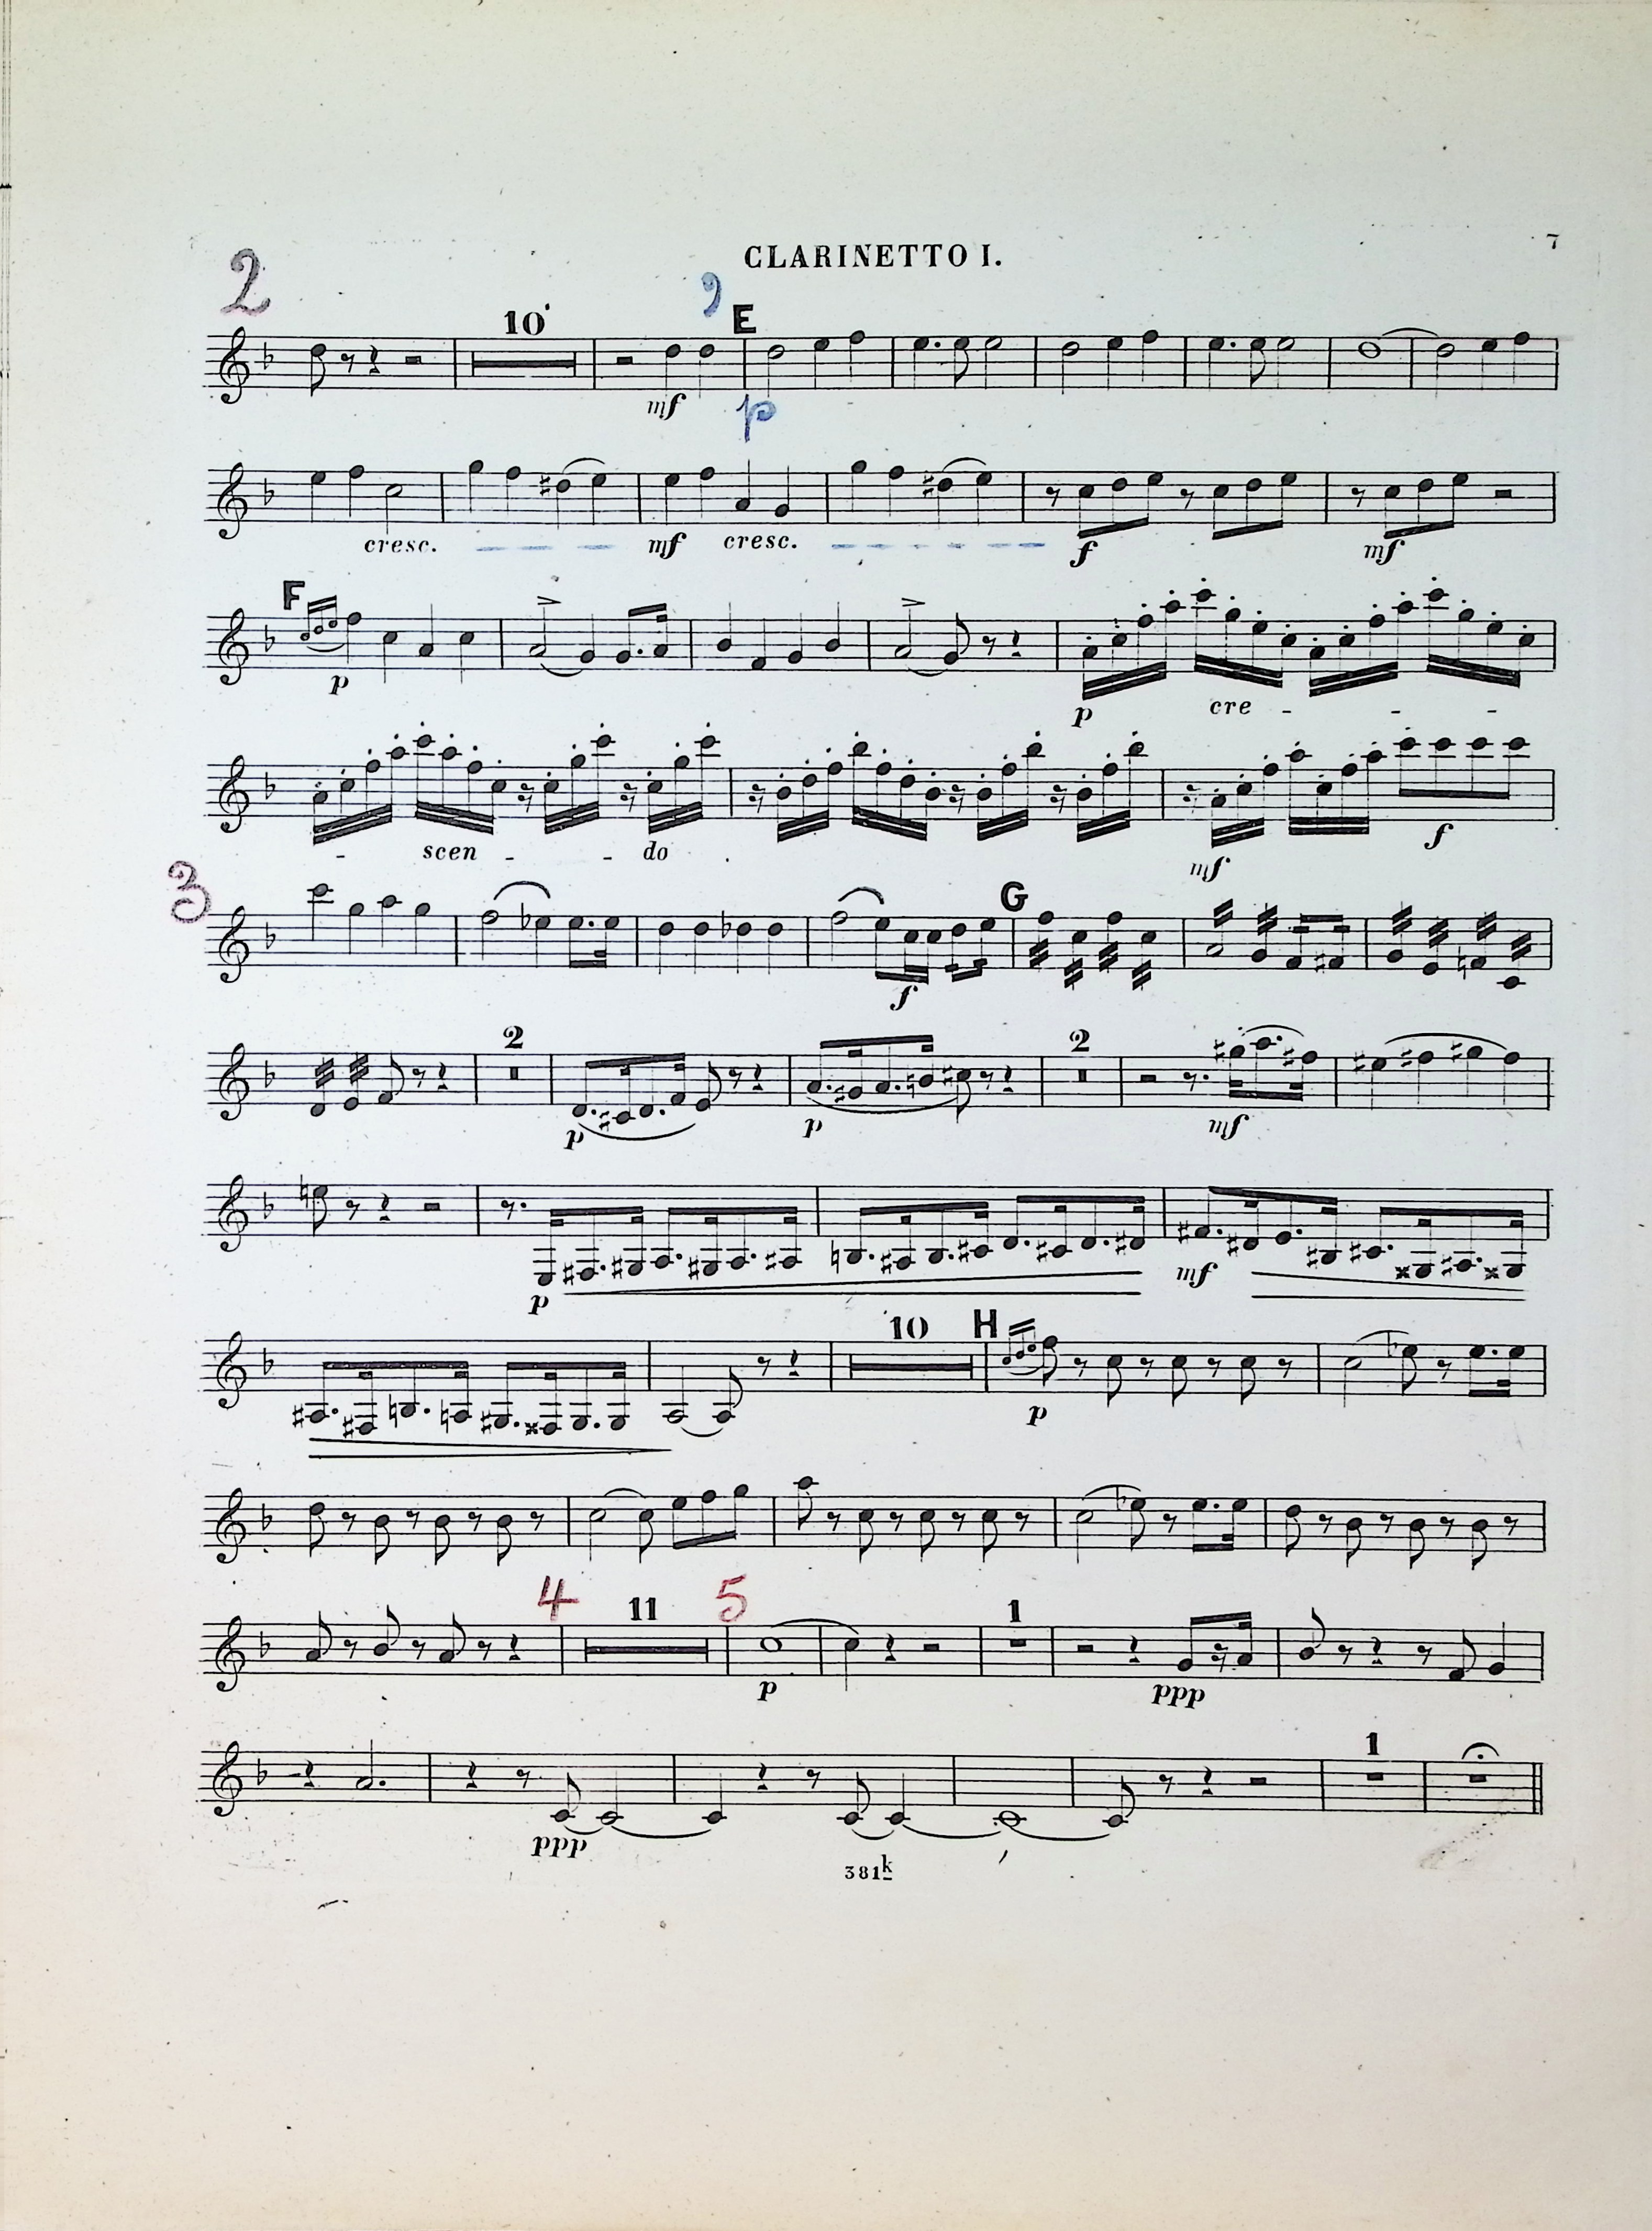 CLARINETTO I.
7
2
10
,
E
mf
p
cresc.
mf
cresc.
f
mf
F
p
p
cre - - -
- scen - - do
mf
f
3
G
f
2
2
p
p
mf
p
mf
10
H
p
4
11
5
1
p
ppp
1
ppp
381k